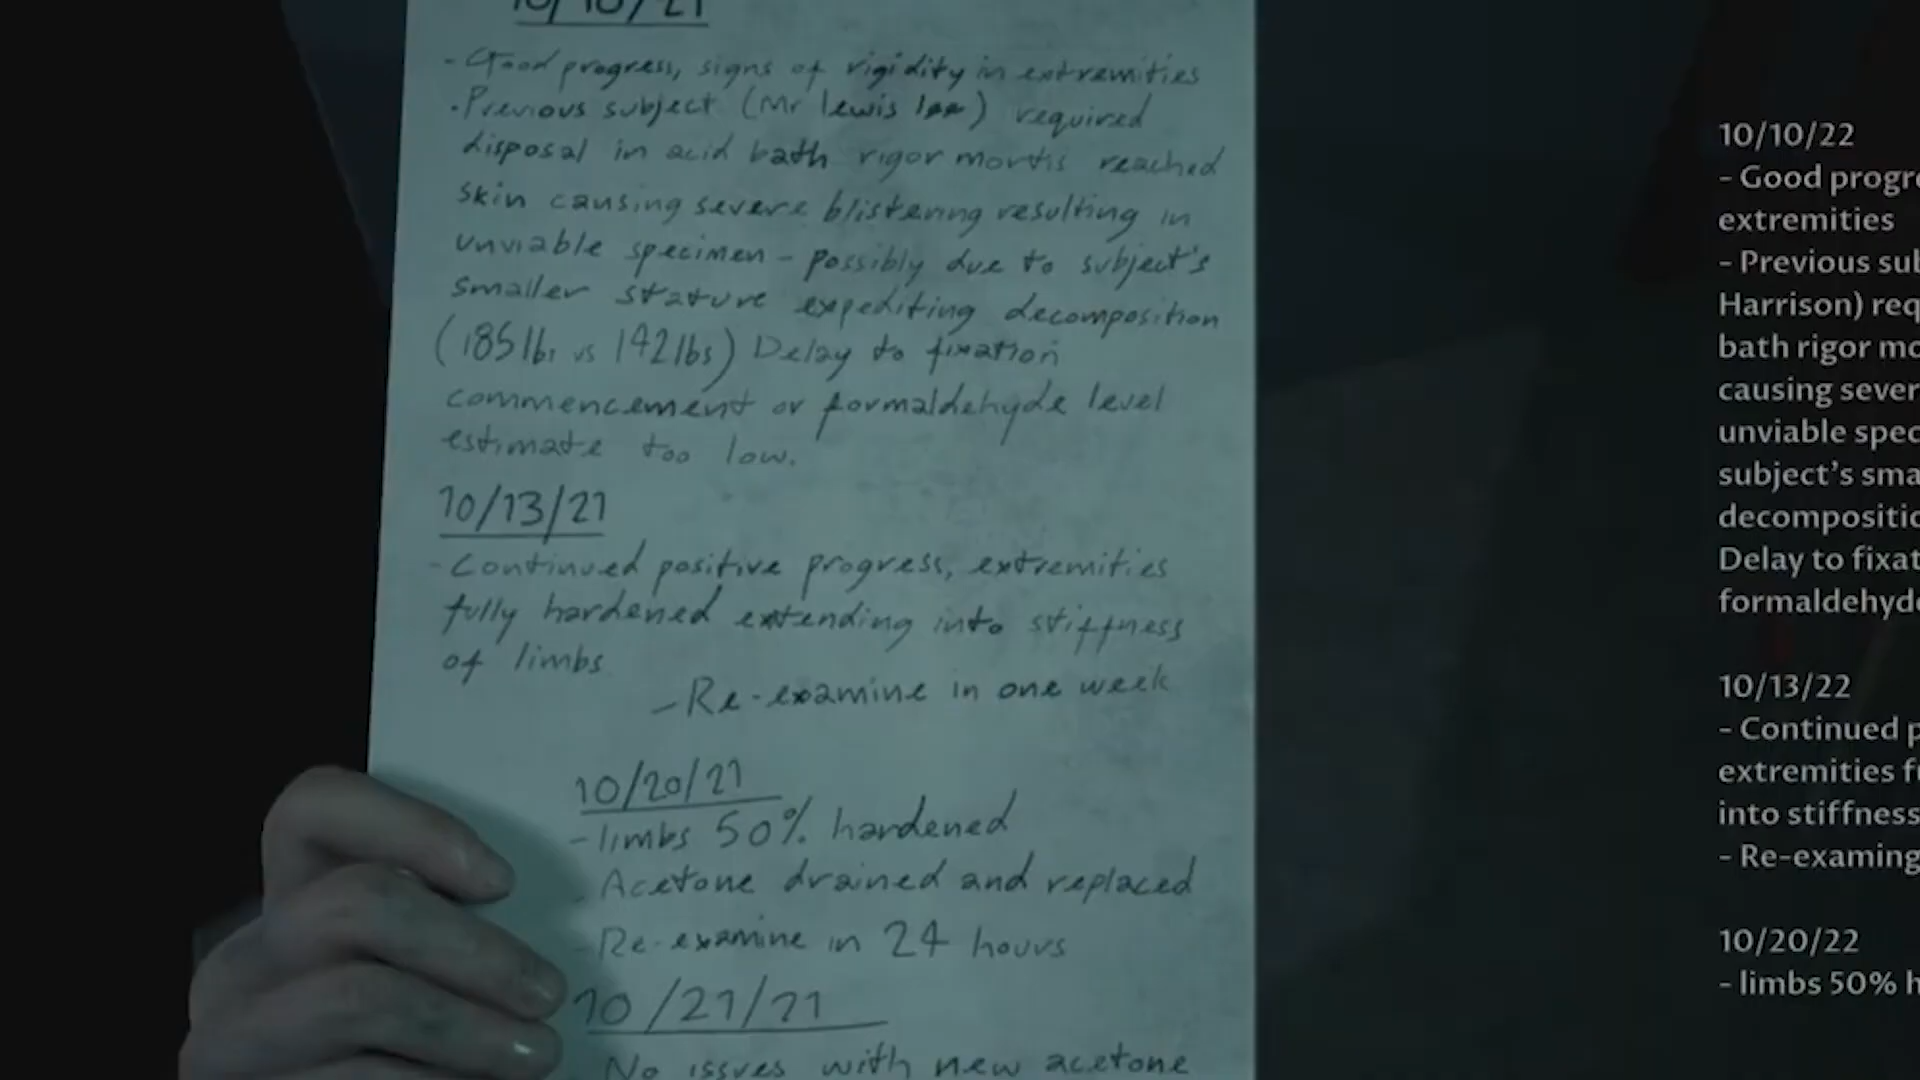 10/10/21
- Good progress, signs of rigidity in extremities
- Previous subject (Mr lewis lee) required
disposal in acid bath rigor mortis reached
skin causing severe blistering resulting in
unviable specimen - possibly due to subject's
smaller stature expediting decomposition
(185lbs vs 142lbs) Delay to fixation
commencement or formaldehyde level
estimate too low.
10/13/21
- Continued positive progress, extremities
fully hardened extending into stiffness
of limbs
- Re-examine in one week
10/20/21
- limbs 50% hardened
- Acetone drained and replaced
- Re-examine in 24 hours
10/21/21
No issues with new acetone
10/10/22
- Good progre
extremities
- Previous sub
Harrison) req
bath rigor mo
causing sever
unviable spec
subject's sma
decompositio
Delay to fixat
formaldehyde
10/13/22
- Continued p
extremities fu
into stiffness
- Re-examing
10/20/22
- limbs 50% h